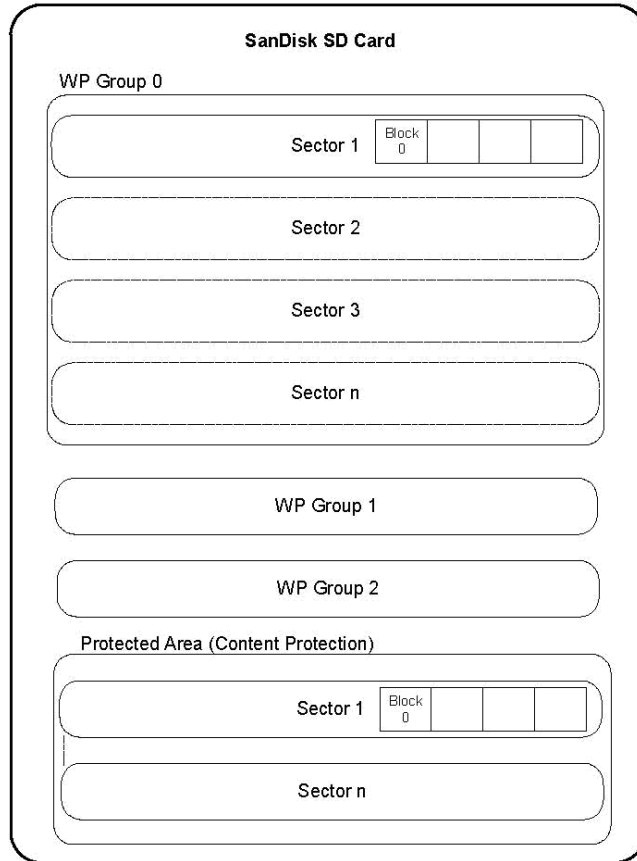 SanDisk SD Card
WP Group 0
Sector 1
Block
0
Sector 2
Sector 3
Sector n
WP Group 1
WP Group 2
Protected Area (Content Protection)
Sector 1
Block
0
Sector n